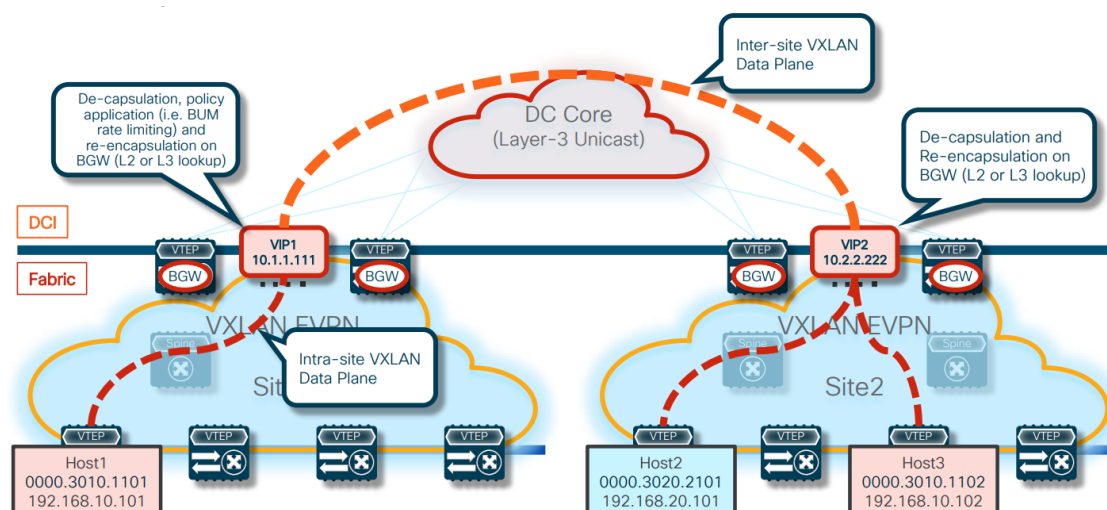 Inter-site VXLAN
Data Plane
De-capsulation, policy
application (i.e. BUM
rate limiting) and
re-encapsulation on
BGW (L2 or L3 lookup)
DC Core
(Layer-3 Unicast)
De-capsulation and
Re-encapsulation on
BGW (L2 or L3 lookup)
DCI
Fabric
VTEP
BGW
VIP1
10.1.1.111
VTEP
BGW
VTEP
BGW
VIP2
10.2.2.222
VTEP
BGW
VXLAN EVPN
Spine
Intra-site VXLAN
Data Plane
Sit
VXLAN EVPN
Spine
Spine
Site2
VTEP
VTEP
VTEP
VTEP
VTEP
VTEP
VTEP
VTEP
Host1
0000.3010.1101
192.168.10.101
Host2
0000.3020.2101
192.168.20.101
Host3
0000.3010.1102
192.168.10.102